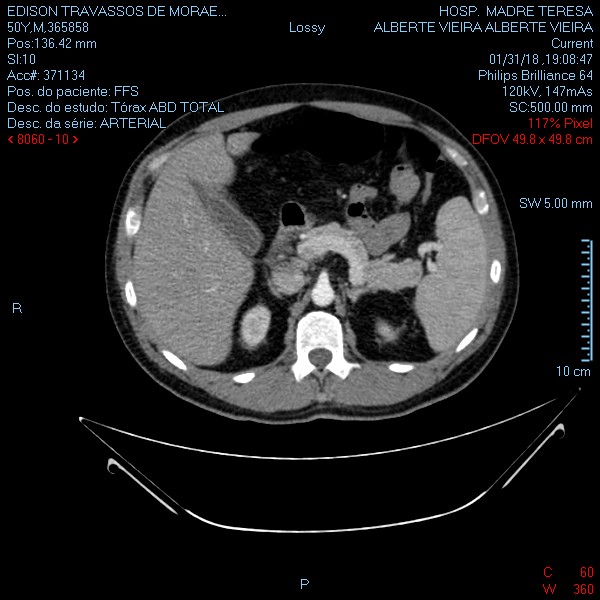 EDISON TRAVASSOS DE MORAE...
50Y,M,365858
Pos:136.42 mm
Sl:10
Acc#: 371134
Pos. do paciente: FFS
Desc. do estudo: Tórax ABD TOTAL
Desc. da série: ARTERIAL
< 8060 - 10 >
Lossy
HOSP. MADRE TERESA
ALBERTE VIEIRA ALBERTE VIEIRA
Current
01/31/18 ,19:08:47
Philips Brilliance 64
120kV, 147mAs
SC:500.00 mm
117% Pixel
DFOV 49.8 x 49.8 cm
SW 5.00 mm
R
10 cm
P
C 60
W 360